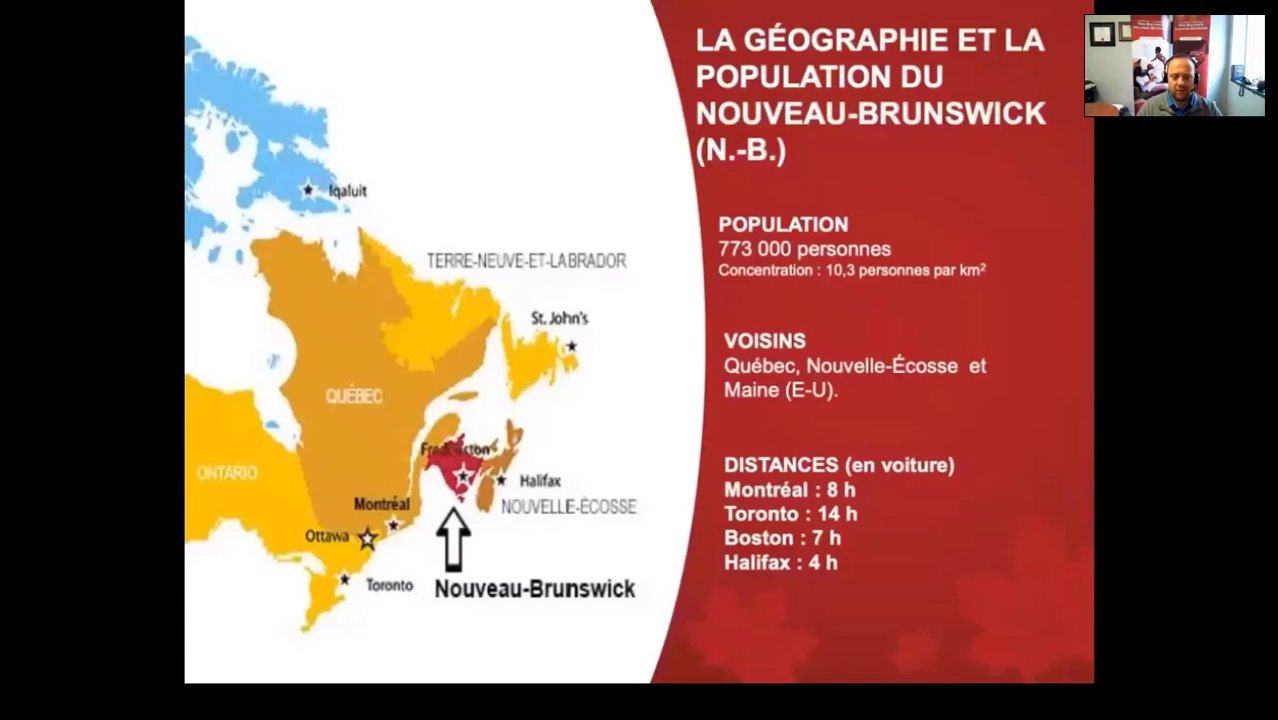 LA GÉOGRAPHIE ET LA
POPULATION DU
NOUVEAU-BRUNSWICK
(N.-B.)
POPULATION
773 000 personnes
Concentration : 10,3 personnes par km²
VOISINS
Québec, Nouvelle-Écosse et
Maine (E-U).
DISTANCES (en voiture)
Montréal : 8 h
Toronto : 14 h
Boston : 7 h
Halifax : 4 h
Iqaluit
TERRE-NEUVE-ET-LABRADOR
St. John's
QUÉBEC
ONTARIO
Halifax
NOUVELLE-ÉCOSSE
Montréal
Ottawa
Toronto
Nouveau-Brunswick